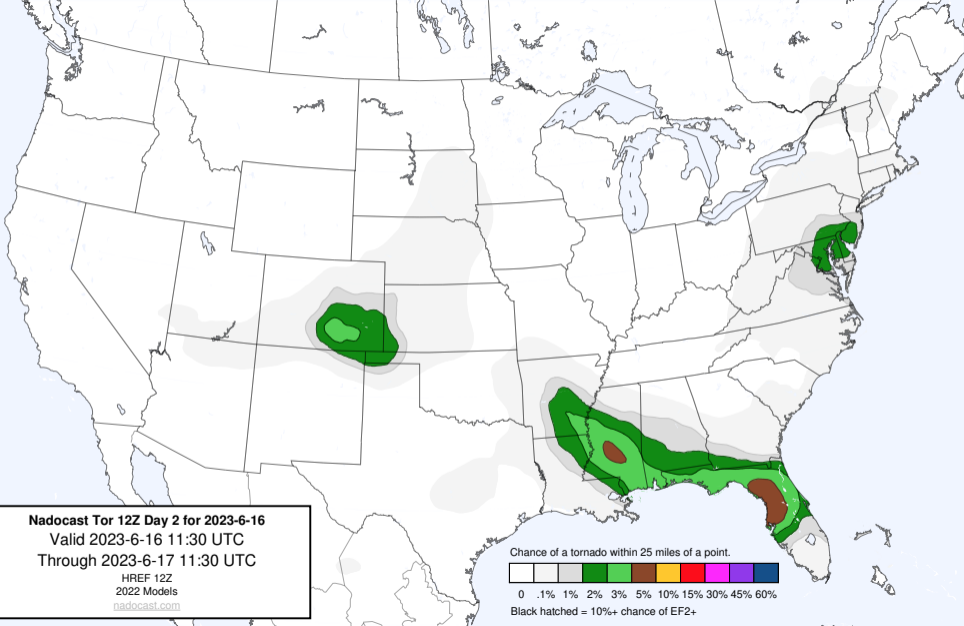 Nadocast Tor 12Z Day 2 for 2023-6-16
Valid 2023-6-16 11:30 UTC
Through 2023-6-17 11:30 UTC
HREF 12Z
2022 Models
nadocast.com
Chance of a tornado within 25 miles of a point.
0 .1% 1% 2% 3% 5% 10% 15% 30% 45% 60%
Black hatched = 10%+ chance of EF2+